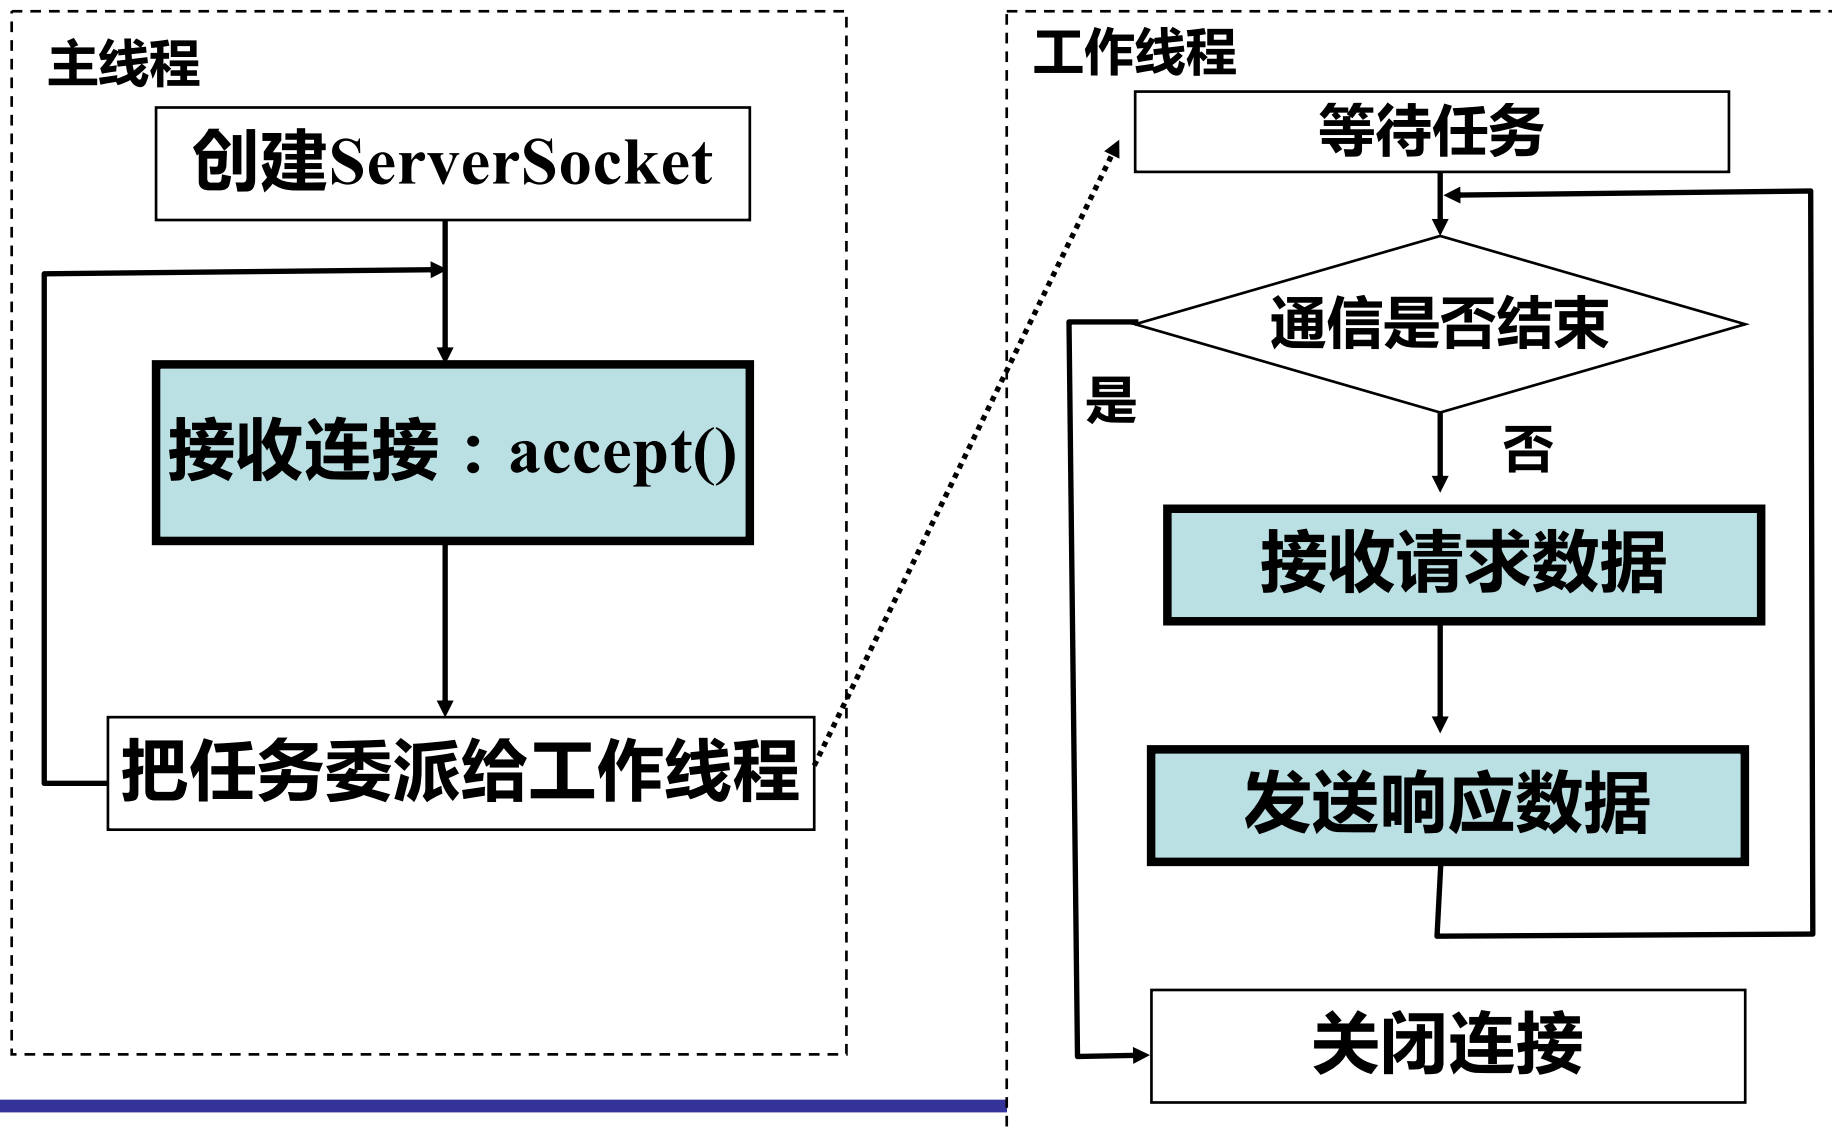 主线程
创建ServerSocket
接收连接：accept()
把任务委派给工作线程
工作线程
等待任务
通信是否结束
是
否
接收请求数据
发送响应数据
关闭连接